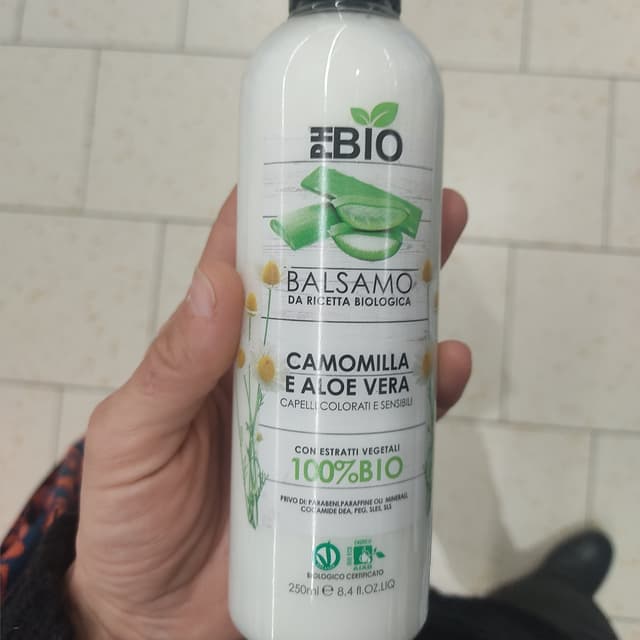 PH BIO
BALSAMO
DA RICETTA BIOLOGICA
CAMOMILLA
E ALOE VERA
CAPELLI COLORATI E SENSIBILI
CON ESTRATTI VEGETALI
100%BIO
PRIVO DI: PARABENI, PARAFFINE OLI MINERALI,
COCAMIDE DEA, PEG, SLES, SLS
BIOLOGICO CERTIFICATO
250ml e 8.4 fl.OZ.LIQ